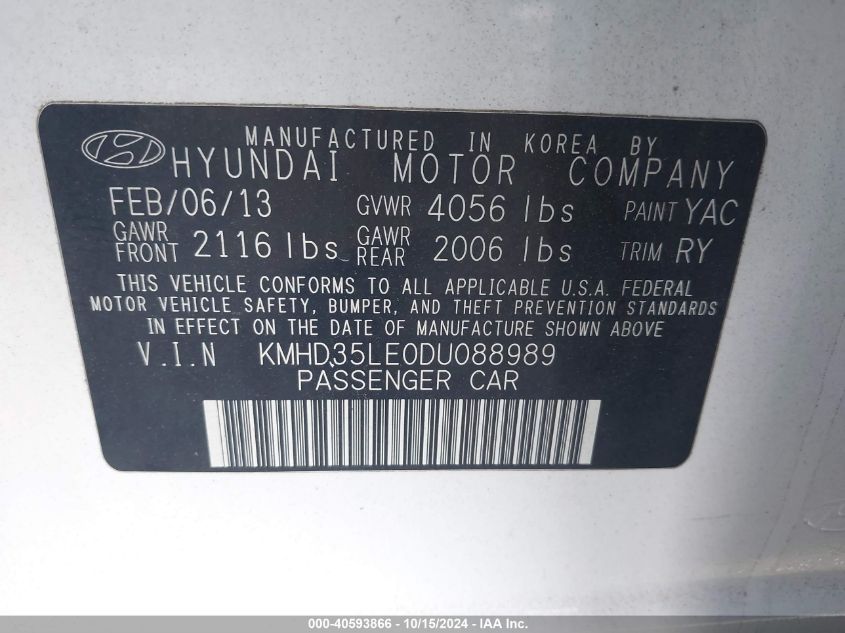 MANUFACTURED IN KOREA BY
HYUNDAI MOTOR COMPANY
FEB/06/13 GVWR 4056 lbs PAINT YAC
GAWR FRONT 2116 lbs GAWR REAR 2006 lbs TRIM RY
THIS VEHICLE CONFORMS TO ALL APPLICABLE U.S.A. FEDERAL
MOTOR VEHICLE SAFETY, BUMPER, AND THEFT PREVENTION STANDARDS
IN EFFECT ON THE DATE OF MANUFACTURE SHOWN ABOVE
V.I.N KMHD35LE0DU088989
PASSENGER CAR
000-40593866 - 10/15/2024 - IAA Inc.